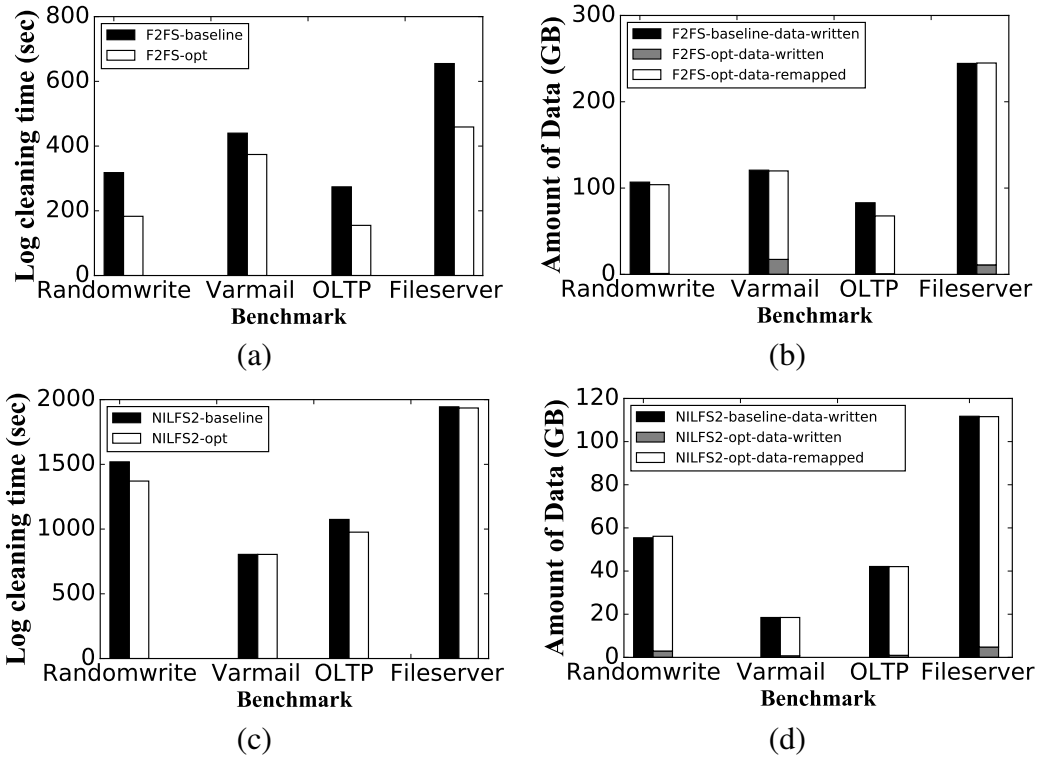 Log cleaning time (sec)
800
600
400
200
0
F2FS-baseline
F2FS-opt
Randomwrite Varmail OLTP Fileserver
Benchmark
(a)
Amount of Data (GB)
300
200
100
0
F2FS-baseline-data-written
F2FS-opt-data-written
F2FS-opt-data-remapped
Randomwrite Varmail OLTP Fileserver
Benchmark
(b)
Log cleaning time (sec)
2000
1500
1000
500
0
NILFS2-baseline
NILFS2-opt
Randomwrite Varmail OLTP Fileserver
Benchmark
(c)
Amount of Data (GB)
120
100
80
60
40
20
0
NILFS2-baseline-data-written
NILFS2-opt-data-written
NILFS2-opt-data-remapped
Randomwrite Varmail OLTP Fileserver
Benchmark
(d)